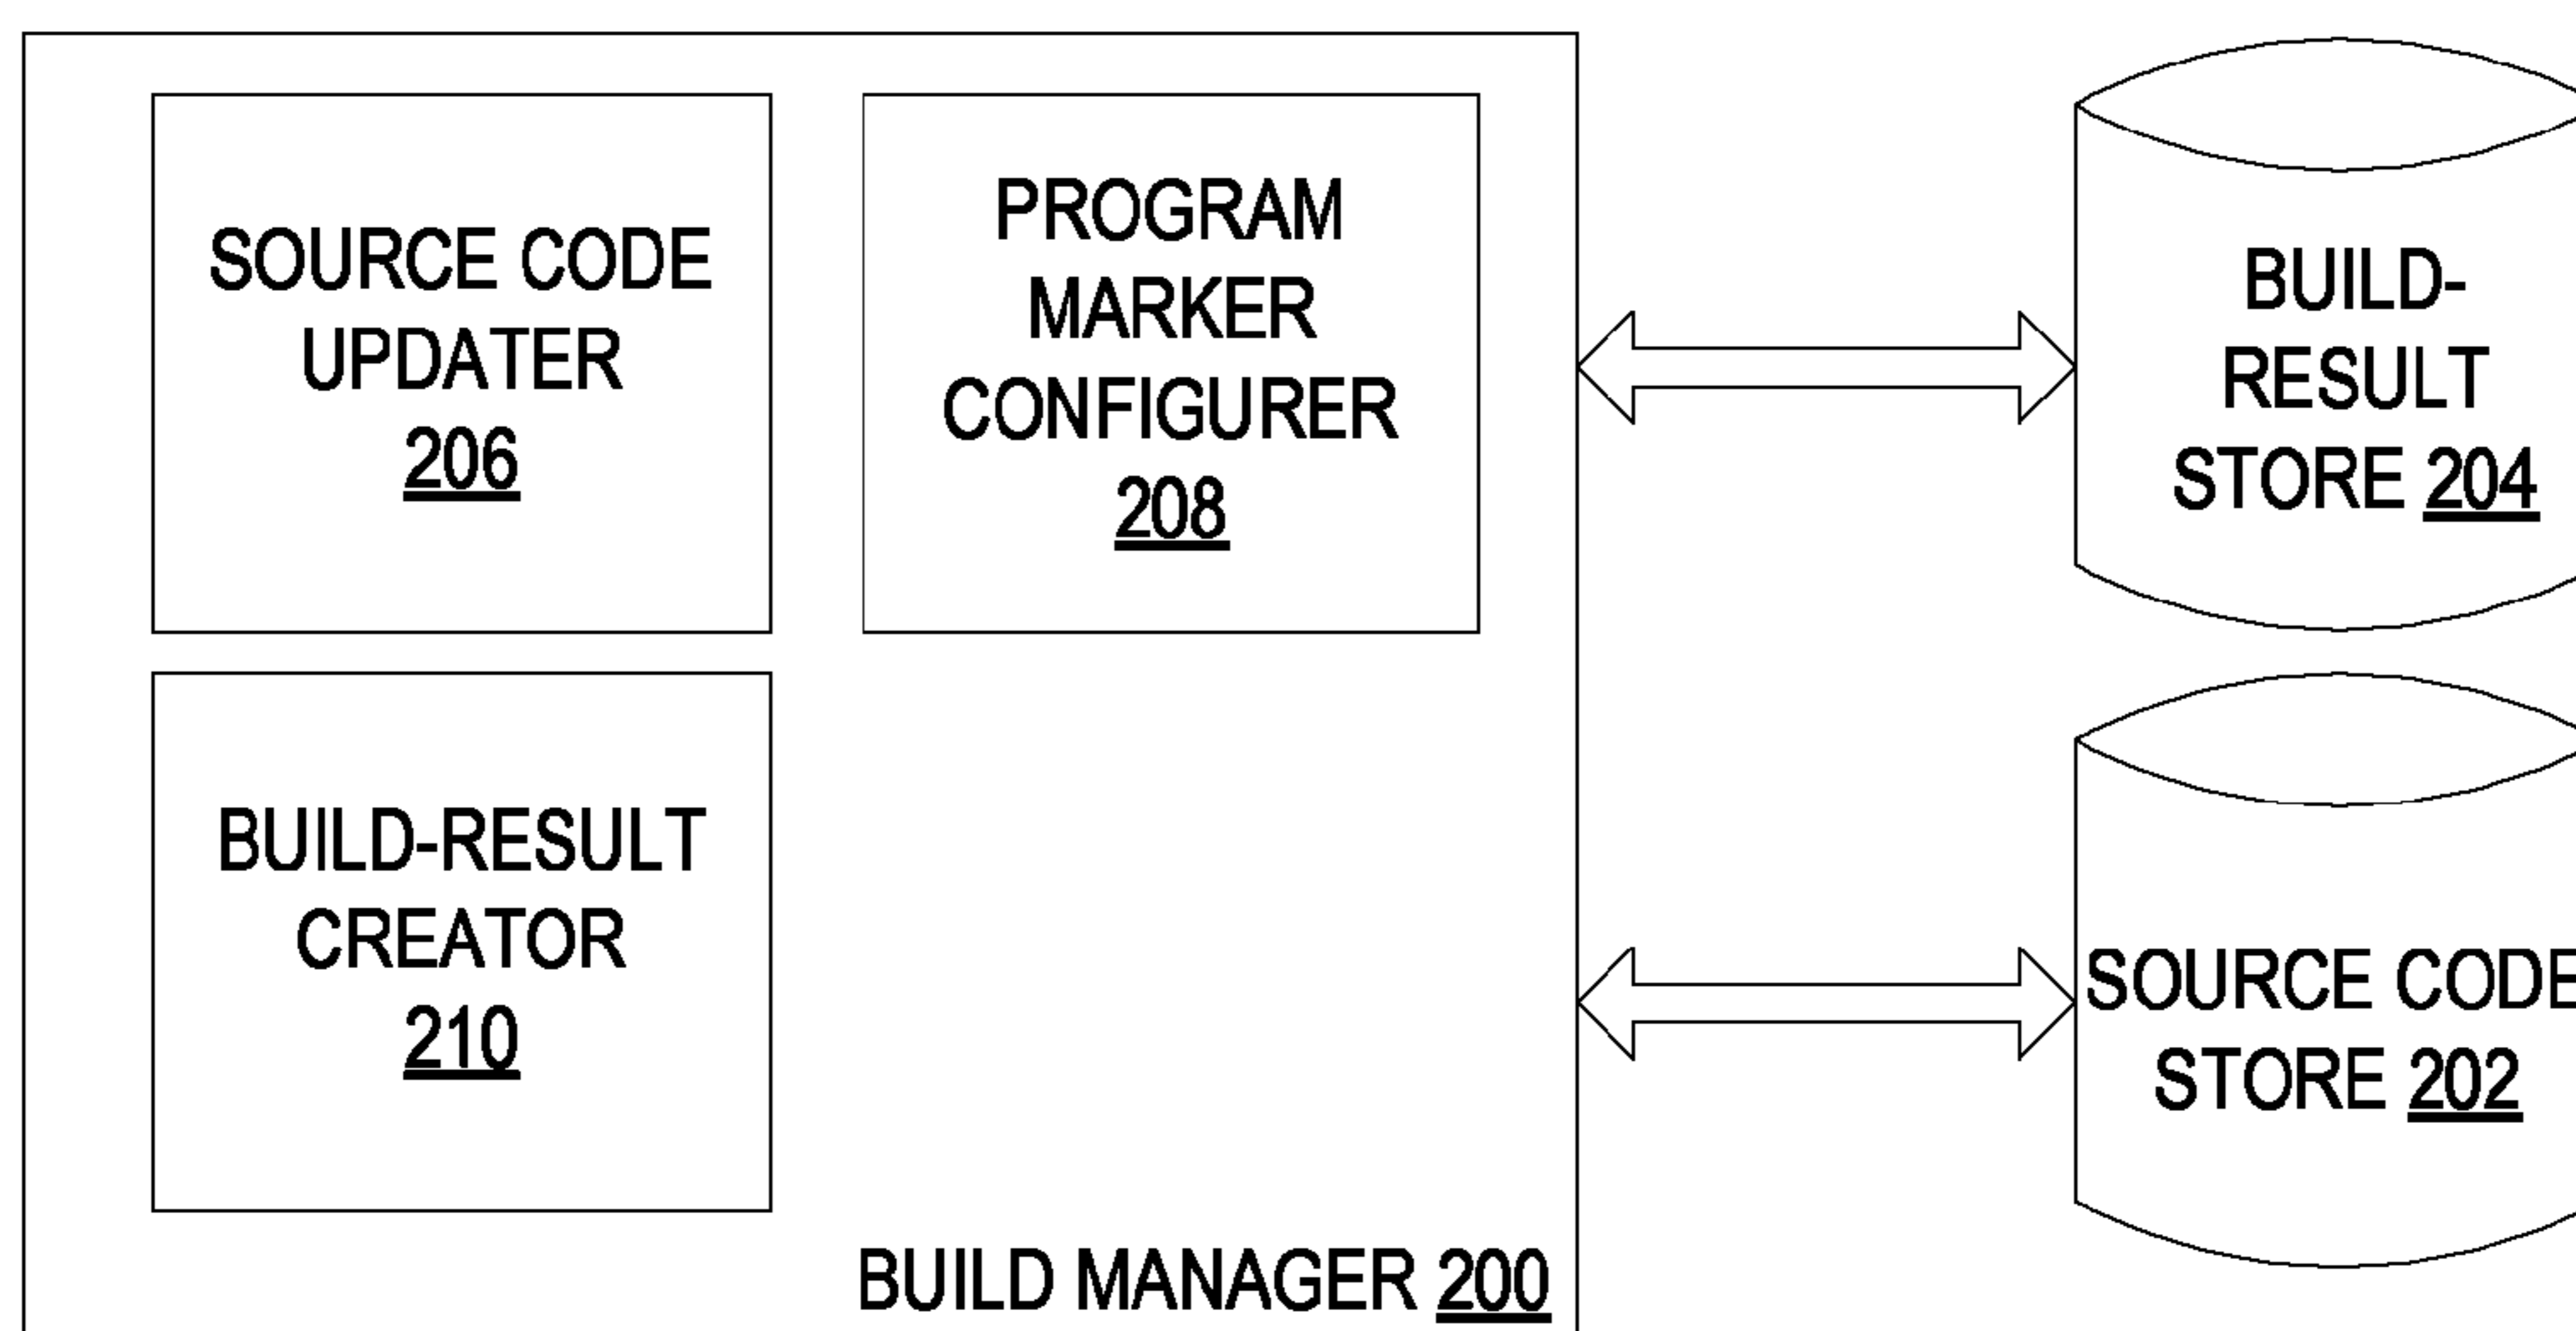 SOURCE CODE
UPDATER
206
PROGRAM
MARKER
CONFIGURER
208
BUILD-RESULT
CREATOR
210
BUILD MANAGER 200
BUILD-
RESULT
STORE 204
SOURCE CODE
STORE 202